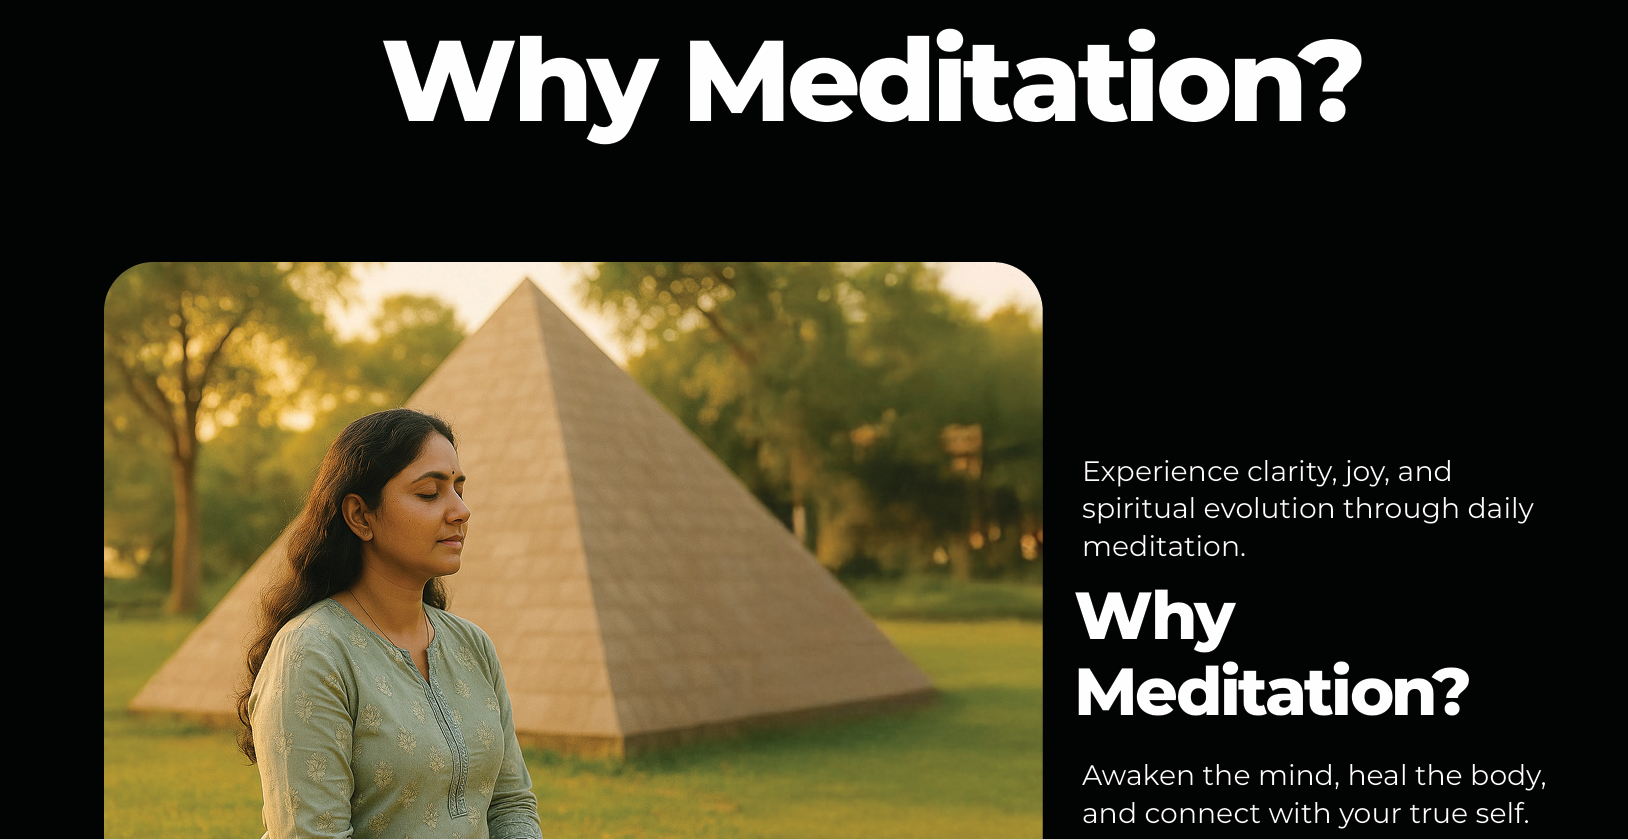 Why Meditation?
Experience clarity, joy, and
spiritual evolution through daily
meditation.
Why
Meditation?
Awaken the mind, heal the body,
and connect with your true self.